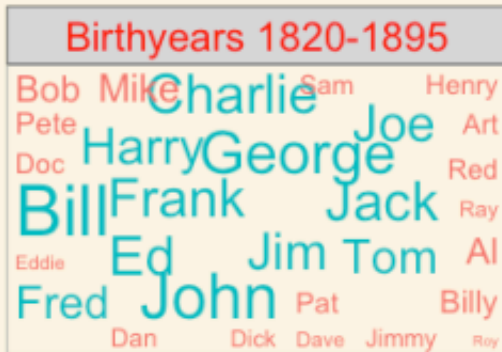 Birthyears 1820-1895
Bob Mike Charlie Sam Henry
Pete Harry George Joe Art
Doc Red
Bill Frank Jack Ray
Eddie Ed Jim Tom Al
Fred John Pat Billy
Dan Dick Dave Jimmy Roy